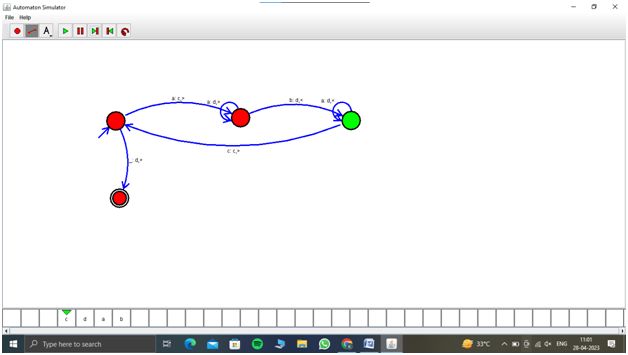 Automaton Simulator
File Help
A
a: c,>
a: d,<
b: d,<
a: d,<
c: c,>
_: d,<
c d a b
Type here to search
W
33°C
ENG
11:01
28-04-2023